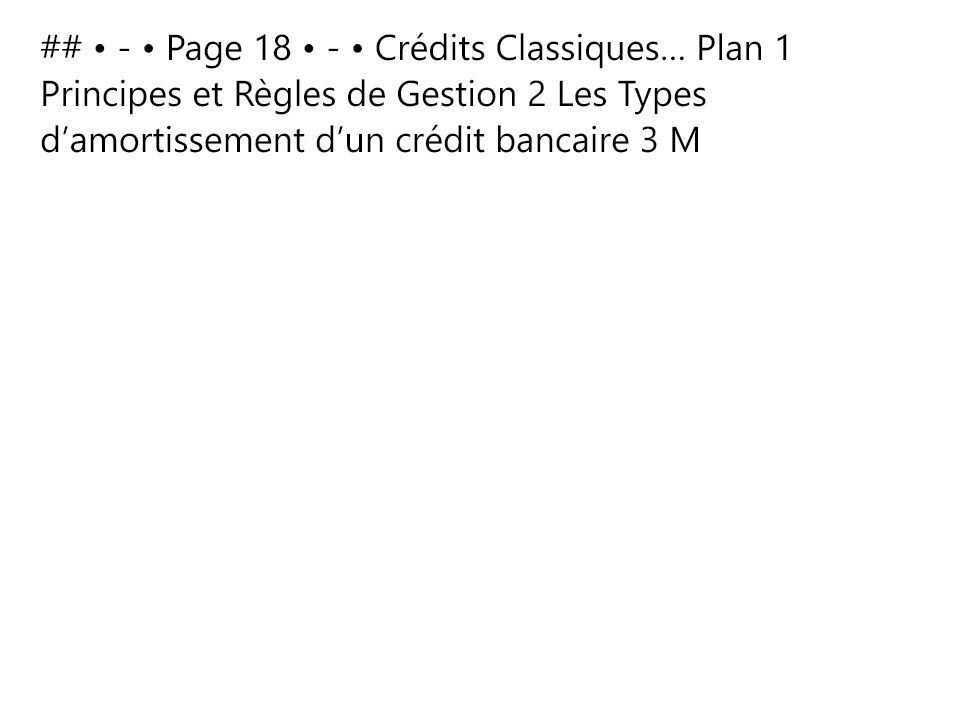 ## • - • Page 18 • - • Crédits Classiques… Plan 1
Principes et Règles de Gestion 2 Les Types
d’amortissement d’un crédit bancaire 3 M